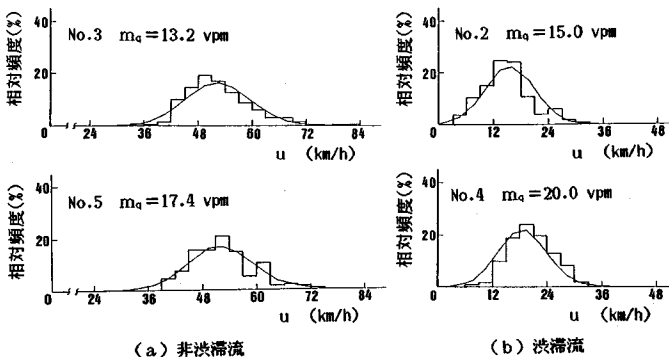 相対頻度(%)
40
20
No.3 mq=13.2 vpm
0 24 36 48 60 72 84
u (km/h)
相対頻度(%)
40
20
No.5 mq=17.4 vpm
0 24 36 48 60 72 84
u (km/h)
(a) 非渋滞流
相対頻度(%)
40
20
No.2 mq=15.0 vpm
0 12 24 36 48
u (km/h)
相対頻度(%)
40
20
No.4 mq=20.0 vpm
0 12 24 36 48
u (km/h)
(b) 渋滞流